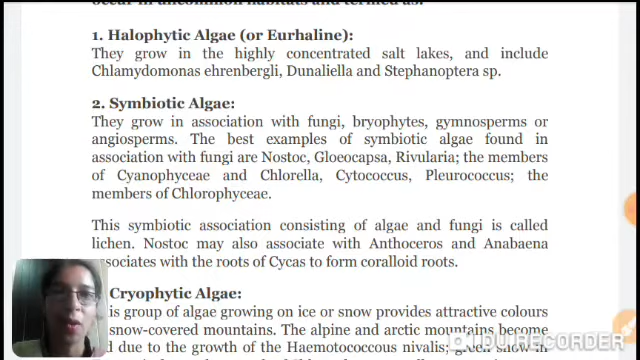 occur in uncommon habitats and termed as:
1. Halophytic Algae (or Eurhaline):
They grow in the highly concentrated salt lakes, and include
Chlamydomonas ehrenbergli, Dunaliella and Stephanoptera sp.
2. Symbiotic Algae:
They grow in association with fungi, bryophytes, gymnosperms or
angiosperms. The best examples of symbiotic algae found in
association with fungi are Nostoc, Gloeocapsa, Rivularia; the members
of Cyanophyceae and Chlorella, Cytococcus, Pleurococcus; the
members of Chlorophyceae.
This symbiotic association consisting of algae and fungi is called
lichen. Nostoc may also associate with Anthoceros and Anabaena
associates with the roots of Cycas to form coralloid roots.
Cryophytic Algae:
is group of algae growing on ice or snow provides attractive colours
snow-covered mountains. The alpine and arctic mountains become
due to the growth of the Haemotococcous nivalis; green snow in
DU RECORDER